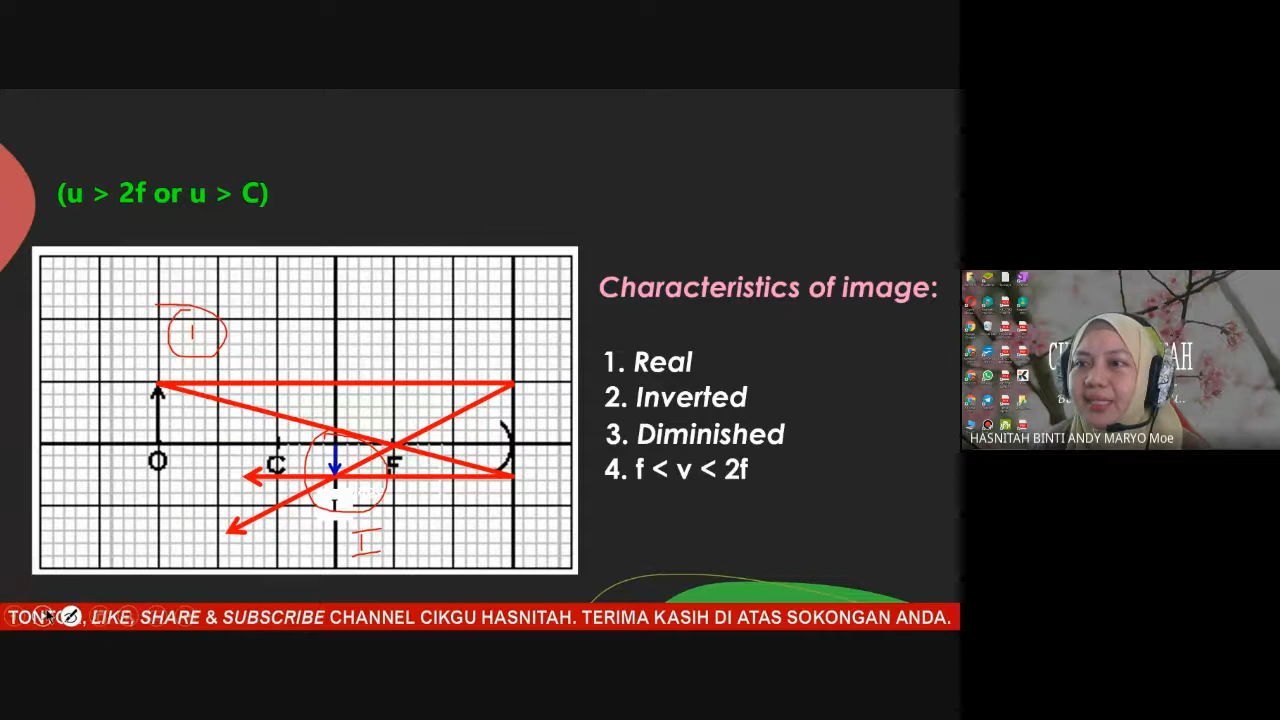 (u > 2f or u > C)
1
O
C
F
I
I
Characteristics of image:
1. Real
2. Inverted
3. Diminished
4. f < v < 2f
HASNITAH BINTI ANDY MARYO Moe
LIKE, SHARE & SUBSCRIBE CHANNEL CIKGU HASNITAH. TERIMA KASIH DI ATAS SOKONGAN ANDA.